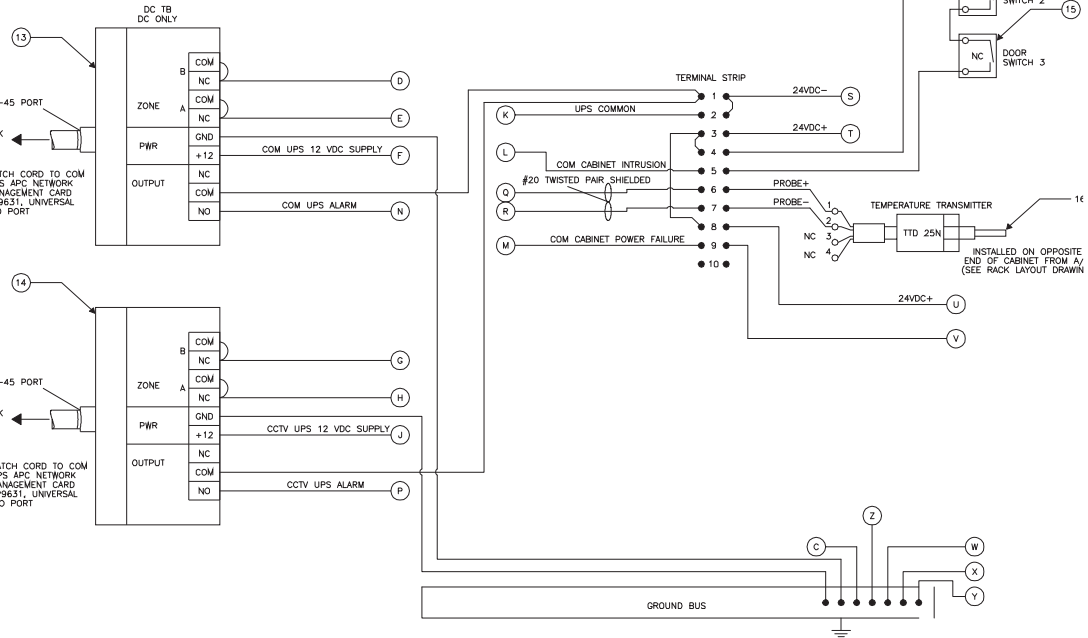 DC TB
DC ONLY
13
-45 PORT
TCH CORD TO COM
PS APC NETWORK
NAGEMENT CARD
9631, UNIVERSAL
O PORT
ZONE
B
A
PWR
OUTPUT
COM
NC
COM
NC
GND
+12
NC
COM
NO
D
E
COM UPS 12 VDC SUPPLY
F
COM UPS ALARM
N
14
-45 PORT
ATCH CORD TO COM
PS APC NETWORK
ANAGEMENT CARD
P9631, UNIVERSAL
O PORT
ZONE
B
A
PWR
OUTPUT
COM
NC
COM
NC
GND
+12
NC
COM
NO
G
H
CCTV UPS 12 VDC SUPPLY
J
CCTV UPS ALARM
P
TERMINAL STRIP
1
2
3
4
5
6
7
8
9
10
K
UPS COMMON
L
COM CABINET INTRUSION
#20 TWISTED PAIR SHIELDED
Q
R
M
COM CABINET POWER FAILURE
24VDC-
S
24VDC+
T
PROBE+
PROBE-
1
2
NC 3
NC 4
TEMPERATURE TRANSMITTER
TTD 25N
16
INSTALLED ON OPPOSITE
END OF CABINET FROM A/
(SEE RACK LAYOUT DRAWIN
24VDC+
U
V
SWITCH 2
15
NC
DOOR
SWITCH 3
Z
C
W
X
Y
GROUND BUS